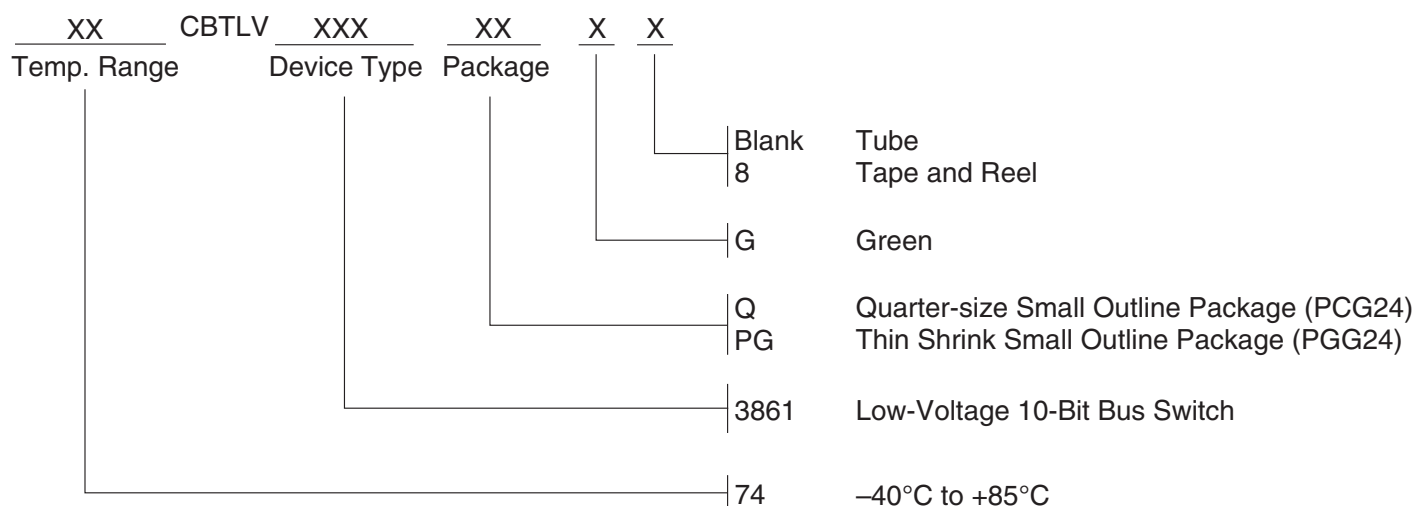 XX CBTLV XXX XX X X
Temp. Range Device Type Package
Blank Tube
8 Tape and Reel
G Green
Q Quarter-size Small Outline Package (PCG24)
PG Thin Shrink Small Outline Package (PGG24)
3861 Low-Voltage 10-Bit Bus Switch
74 –40°C to +85°C